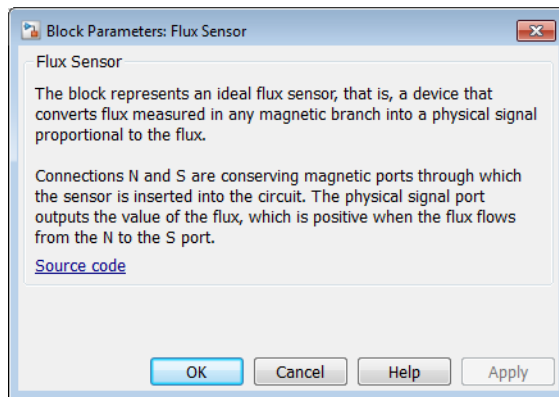 Block Parameters: Flux Sensor
Flux Sensor
The block represents an ideal flux sensor, that is, a device that
converts flux measured in any magnetic branch into a physical signal
proportional to the flux.
Connections N and S are conserving magnetic ports through which
the sensor is inserted into the circuit. The physical signal port
outputs the value of the flux, which is positive when the flux flows
from the N to the S port.
Source code
OK Cancel Help Apply